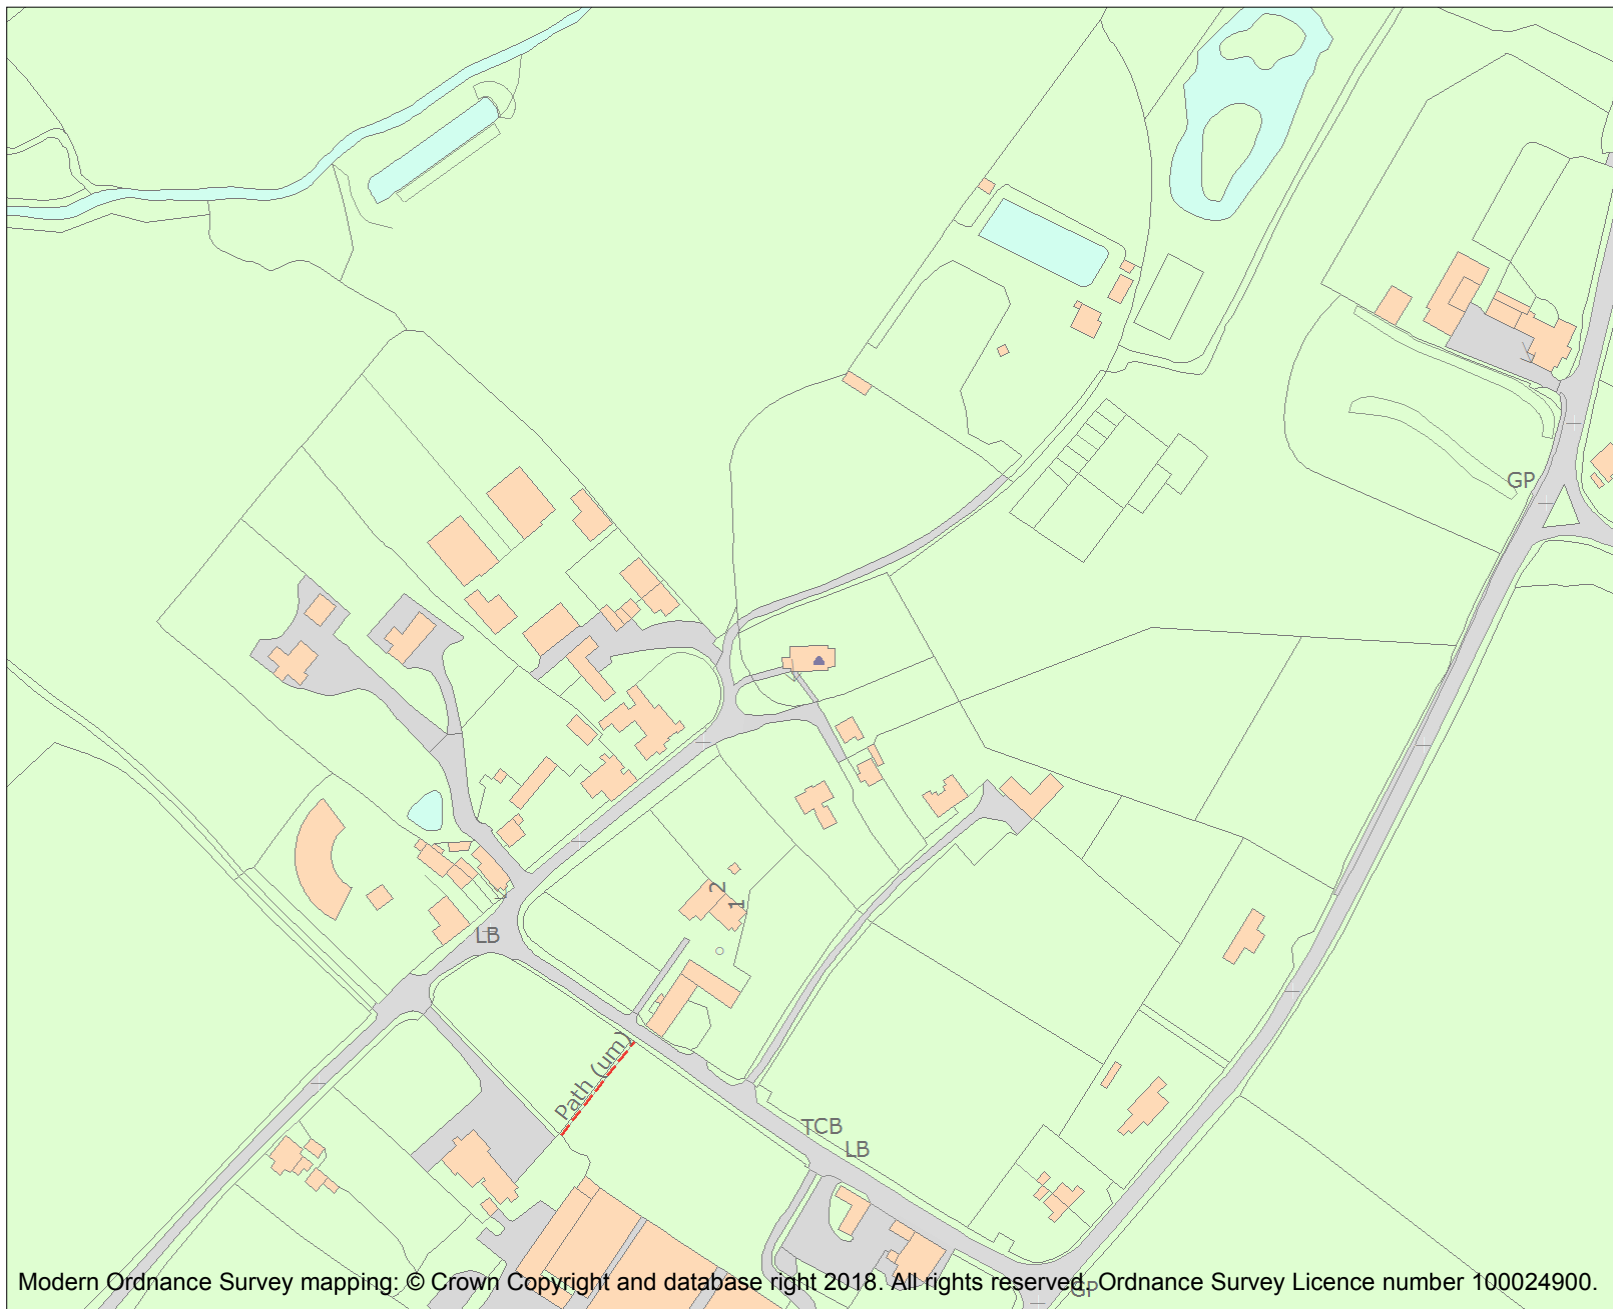 GP
2
1
LB
Path (um)
TCB
LB
GP
Modern Ordnance Survey mapping: © Crown Copyright and database right 2018. All rights reserved. Ordnance Survey Licence number 100024900.